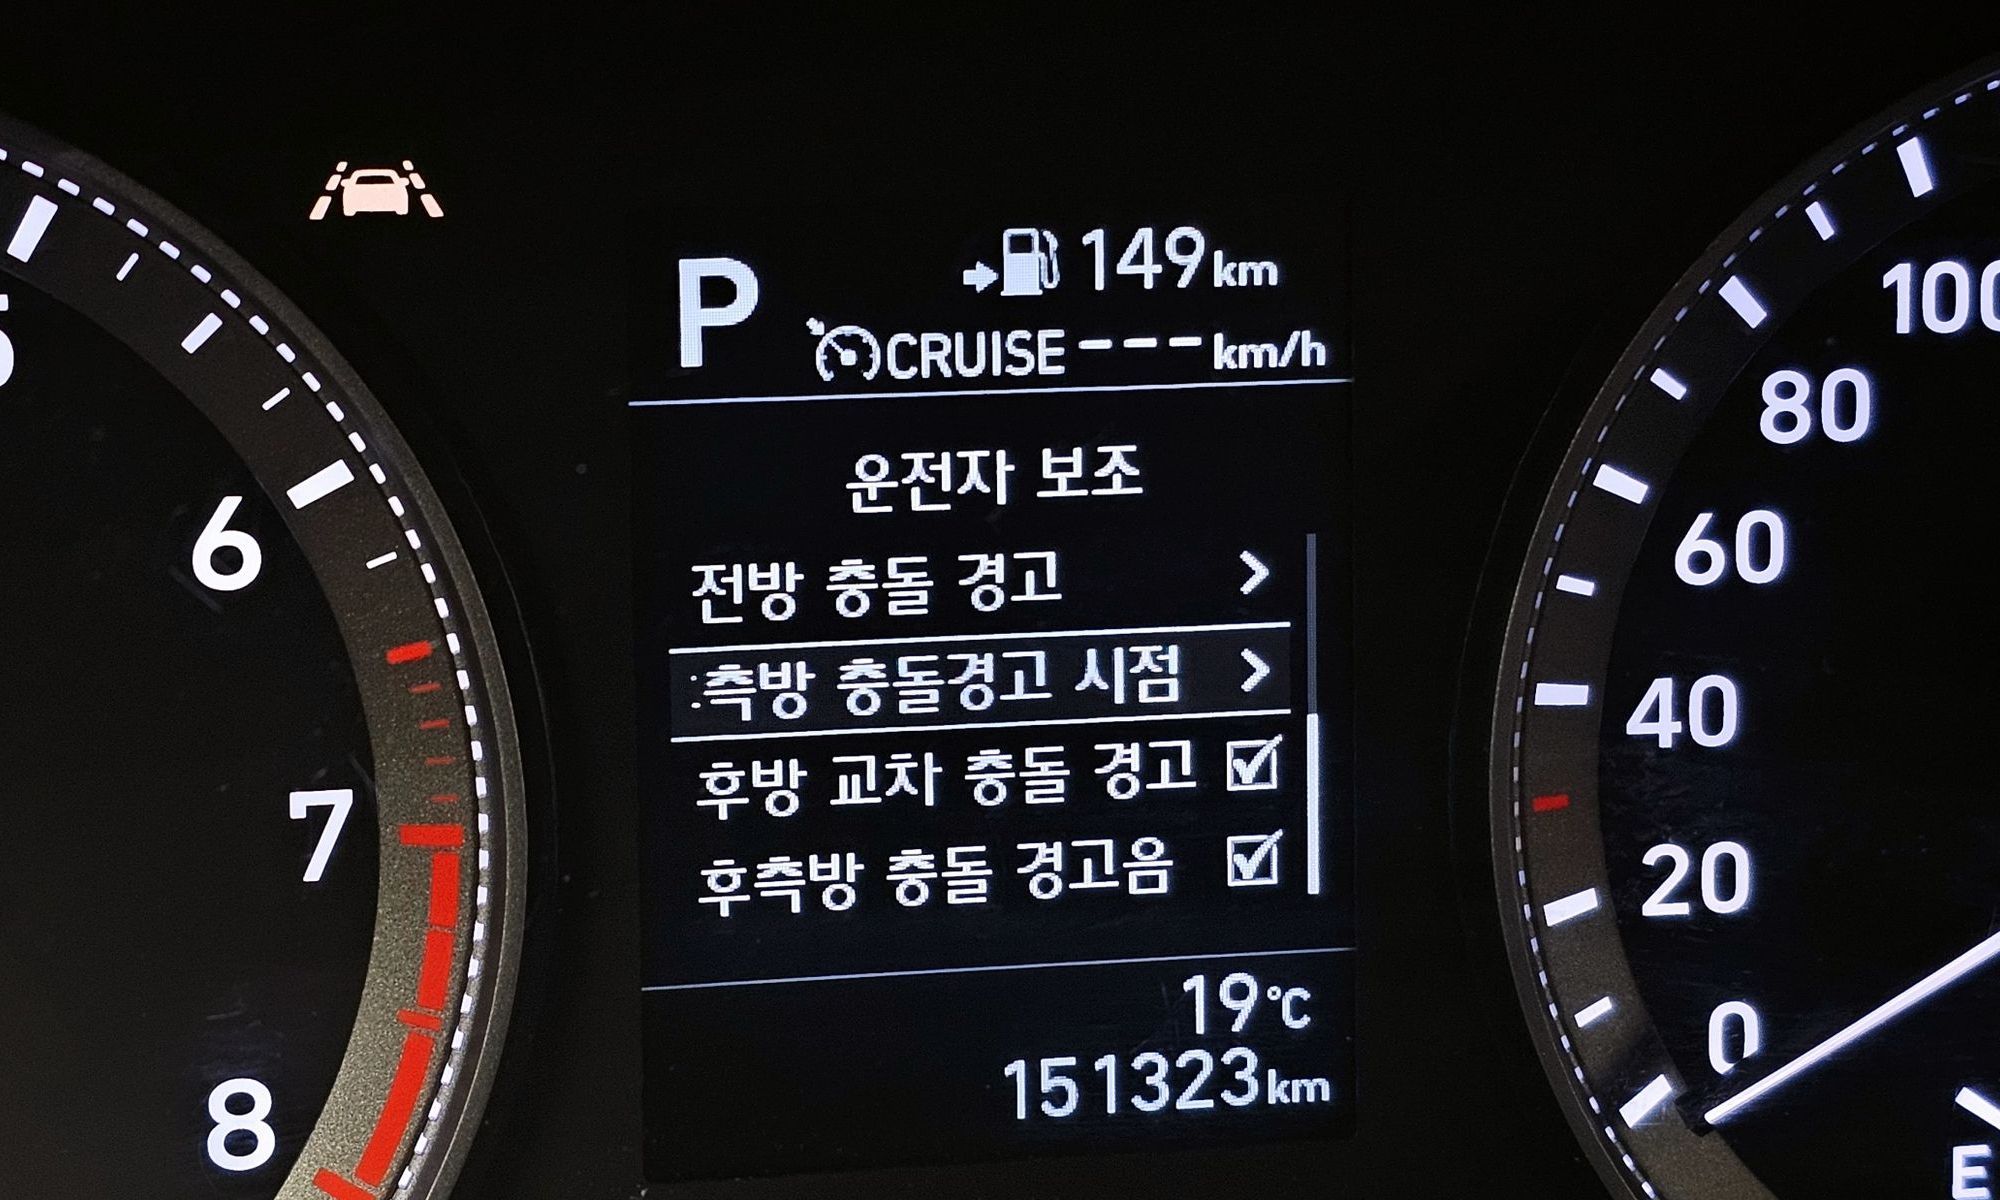 P
149km
CRUISE---km/h
운전자 보조
전방 충돌 경고
측방 충돌경고 시점
후방 교차 충돌 경고
후측방 충돌 경고음
19°C
151323km
5
6
7
8
100
80
60
40
20
0
E